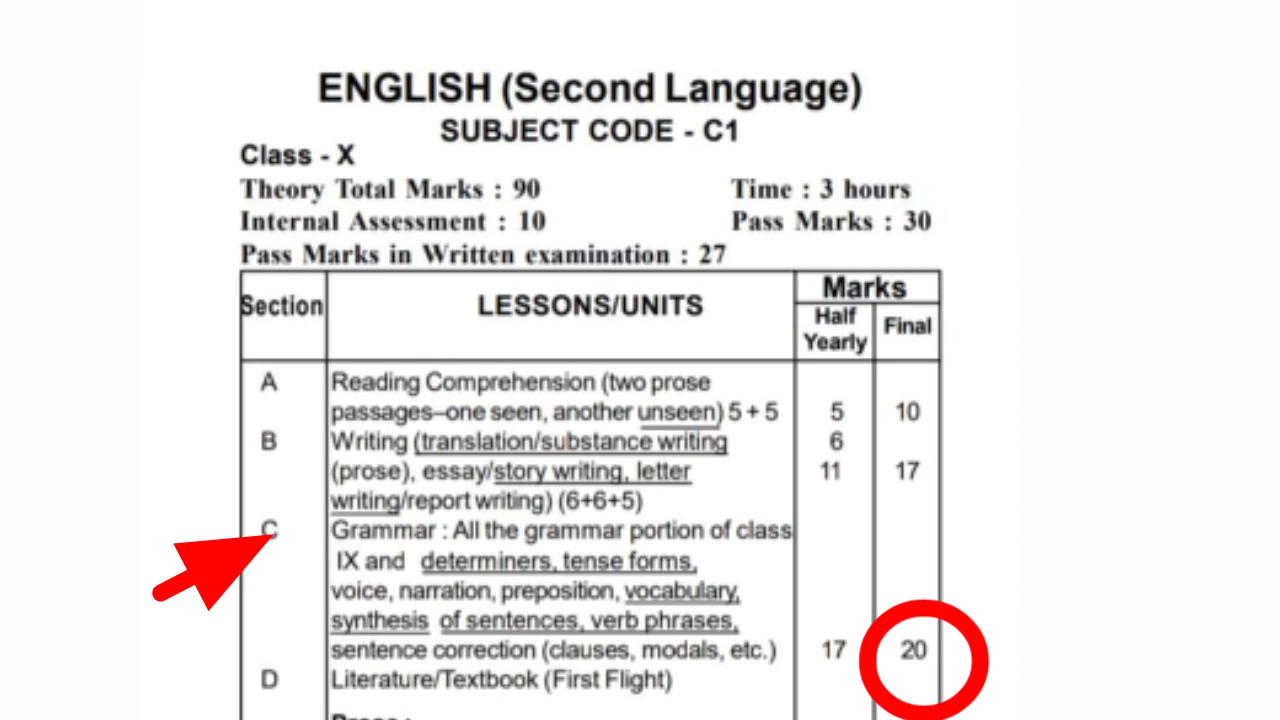 ENGLISH (Second Language)
SUBJECT CODE - C1
Class - X
Theory Total Marks : 90 Time : 3 hours
Internal Assessment : 10 Pass Marks : 30
Pass Marks in Written examination : 27
Section LESSONS/UNITS Marks
Half Yearly Final
A Reading Comprehension (two prose
passages–one seen, another unseen) 5 + 5 5 10
B Writing (translation/substance writing 6
(prose), essay/story writing, letter 11 17
writing/report writing) (6+6+5)
C Grammar : All the grammar portion of class
IX and determiners, tense forms,
voice, narration, preposition, vocabulary,
synthesis of sentences, verb phrases,
sentence correction (clauses, modals, etc.) 17 20
D Literature/Textbook (First Flight)